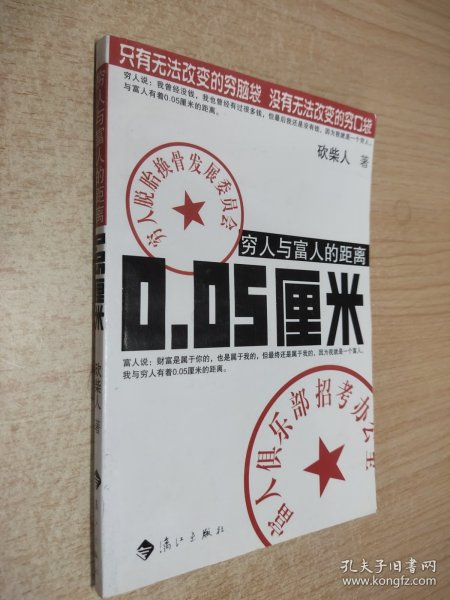 只有无法改变的穷脑袋 没有无法改变的穷口袋
穷人说：我曾经没钱，我也曾经有过很多钱，但最后我还是没有钱，因为我就是一个穷人。
与富人有着0.05厘米的距离。
砍柴人 著
穷人脱胎换骨发展委员会
穷人与富人的距离
0.05厘米
富人说：财富是属于你的，也是属于我的，但最终还是属于我的，因为我就是一个富人。
我与穷人有着0.05厘米的距离。
富人俱乐部招考办公室
漓江出版社
穷人与富人的距离
0.05厘米
砍柴人 著
孔夫子旧书网
www.kongfz.com